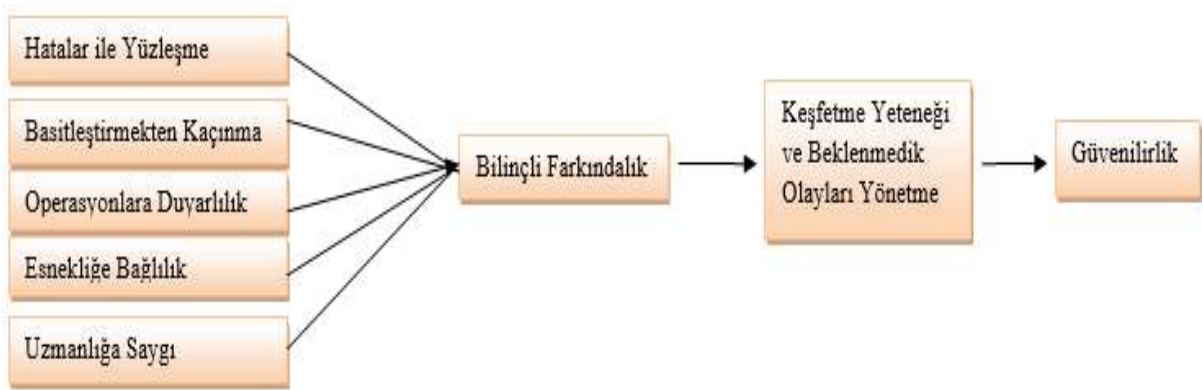 Hatalar ile Yüzleşme
Basitleştirmekten Kaçınma
Operasyonlara Duyarlılık
Esnekliğe Bağlılık
Uzmanlığa Saygı
Bilinçli Farkındalık
Keşfetme Yeteneği
ve Beklenmedik
Olayları Yönetme
Güvenilirlik